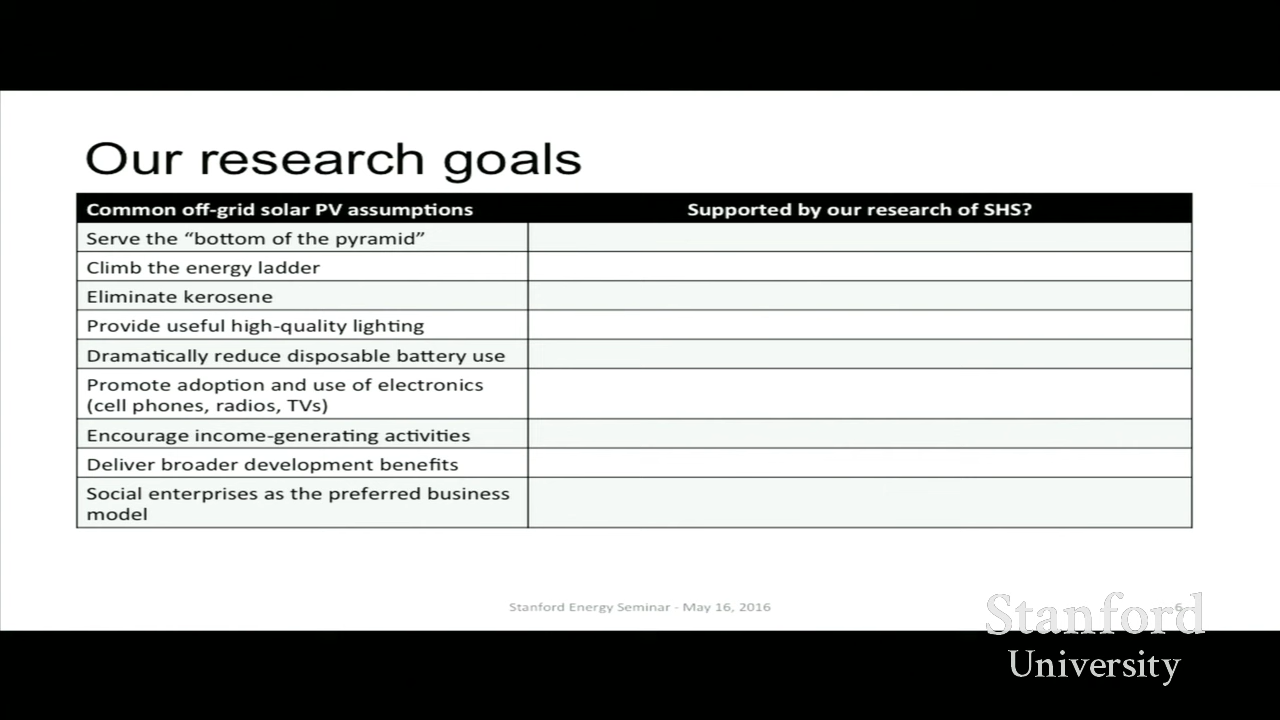 Our research goals
Common off-grid solar PV assumptions
Supported by our research of SHS?
Serve the “bottom of the pyramid”
Climb the energy ladder
Eliminate kerosene
Provide useful high-quality lighting
Dramatically reduce disposable battery use
Promote adoption and use of electronics
(cell phones, radios, TVs)
Encourage income-generating activities
Deliver broader development benefits
Social enterprises as the preferred business
model
Stanford Energy Seminar - May 16, 2016
6
Stanford
University